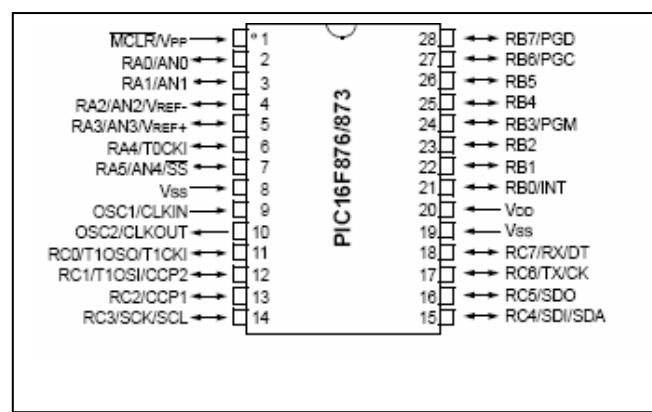 MCLR/VPP 1 28 RB7/PGD
RA0/AN0 2 27 RB6/PGC
RA1/AN1 3 26 RB5
RA2/AN2/VREF- 4 25 RB4
RA3/AN3/VREF+ 5 24 RB3/PGM
RA4/T0CKI 6 23 RB2
RA5/AN4/SS 7 22 RB1
VSS 8 21 RB0/INT
OSC1/CLKIN 9 20 VDD
OSC2/CLKOUT 10 19 VSS
RC0/T1OSO/T1CKI 11 18 RC7/RX/DT
RC1/T1OSI/CCP2 12 17 RC6/TX/CK
RC2/CCP1 13 16 RC5/SDO
RC3/SCK/SCL 14 15 RC4/SDI/SDA
PIC16F876/873